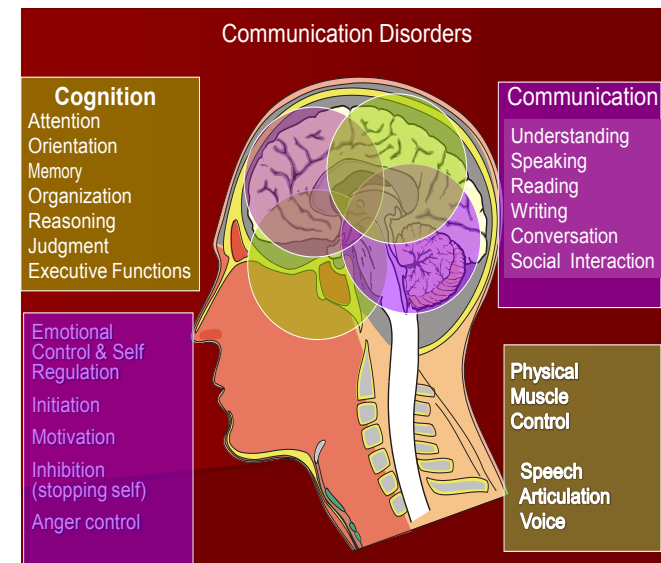 Communication Disorders
Cognition
Attention
Orientation
Memory
Organization
Reasoning
Judgment
Executive Functions
Communication
Understanding
Speaking
Reading
Writing
Conversation
Social Interaction
Emotional
Control & Self
Regulation
Initiation
Motivation
Inhibition
(stopping self)
Anger control
Physical
Muscle
Control
Speech
Articulation
Voice